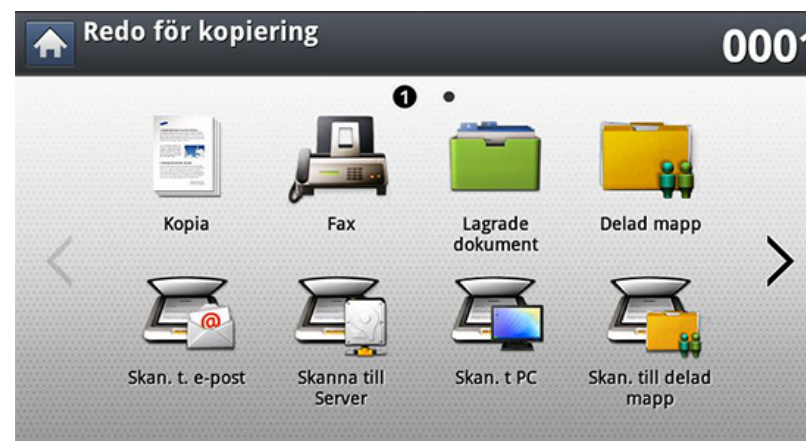 Redo för kopiering
0001
1
Kopia
Fax
Lagrade
dokument
Delad mapp
@
Skan. t. e-post
Skanna till
Server
Skan. t PC
Skan. till delad
mapp